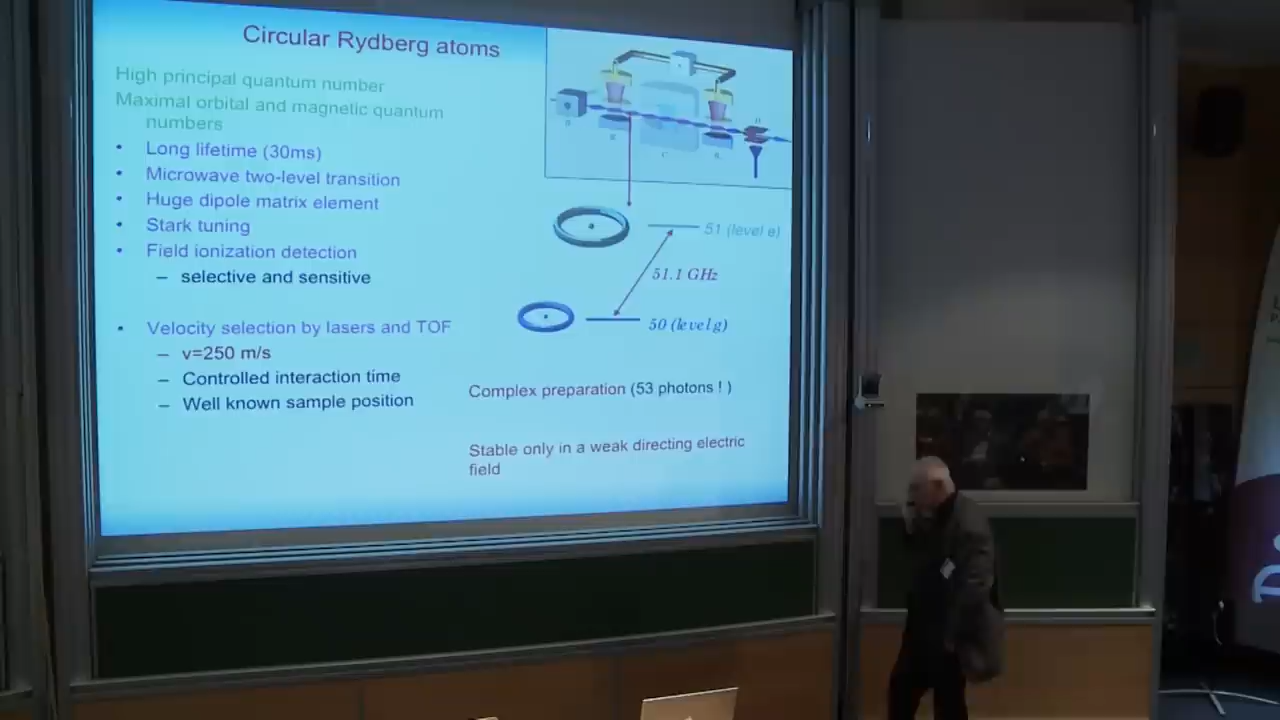 Circular Rydberg atoms
High principal quantum number
Maximal orbital and magnetic quantum
numbers
• Long lifetime (30ms)
• Microwave two-level transition
• Huge dipole matrix element
• Stark tuning
• Field ionization detection
– selective and sensitive
• Velocity selection by lasers and TOF
– v=250 m/s
– Controlled interaction time
– Well known sample position
51 (level e)
51.1 GHz
50 (level g)
Complex preparation (53 photons ! )
Stable only in a weak directing electric
field